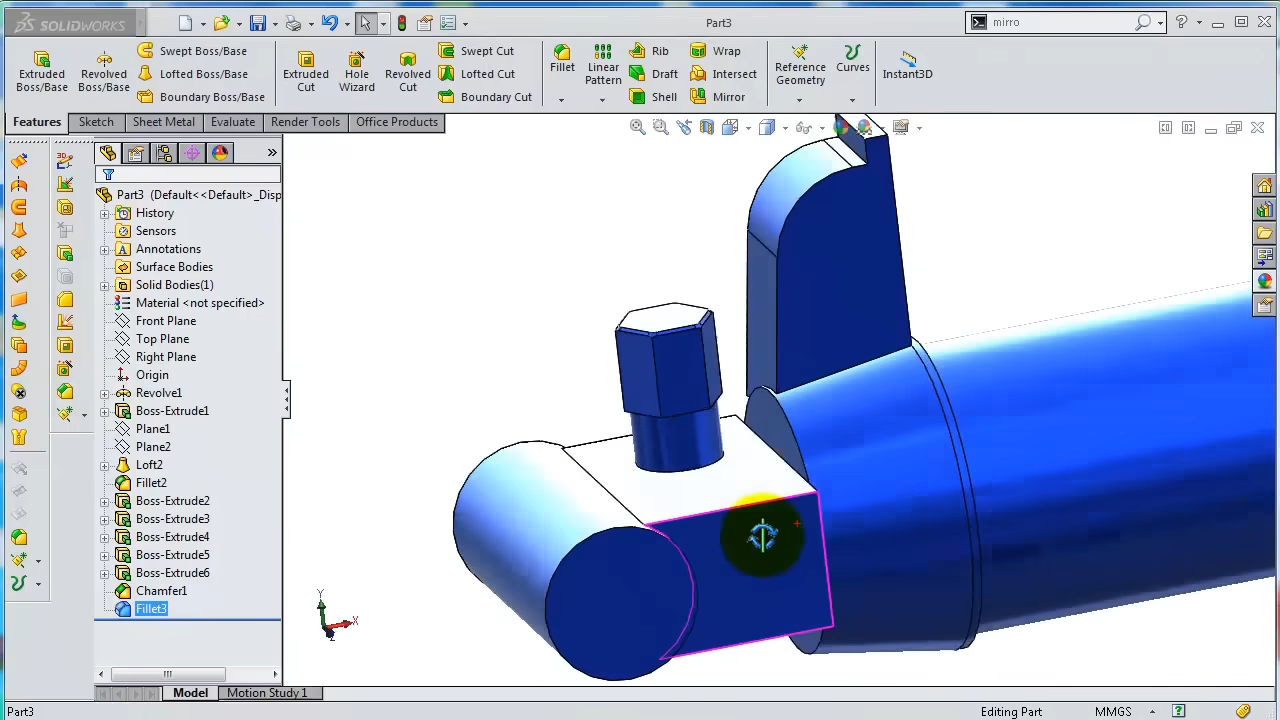 SOLIDWORKS
Part3
mirro
Extruded Boss/Base
Revolved Boss/Base
Swept Boss/Base
Lofted Boss/Base
Boundary Boss/Base
Extruded Cut
Hole Wizard
Revolved Cut
Swept Cut
Lofted Cut
Boundary Cut
Fillet
Linear Pattern
Rib
Draft
Shell
Wrap
Intersect
Mirror
Reference Geometry
Curves
Instant3D
Features
Sketch
Sheet Metal
Evaluate
Render Tools
Office Products
Part3 (Default<<Default>_Disp
History
Sensors
Annotations
Surface Bodies
Solid Bodies(1)
Material <not specified>
Front Plane
Top Plane
Right Plane
Origin
Revolve1
Boss-Extrude1
Plane1
Plane2
Loft2
Fillet2
Boss-Extrude2
Boss-Extrude3
Boss-Extrude4
Boss-Extrude5
Boss-Extrude6
Chamfer1
Fillet3
Y
X
Model
Motion Study 1
Part3
Editing Part
MMGS